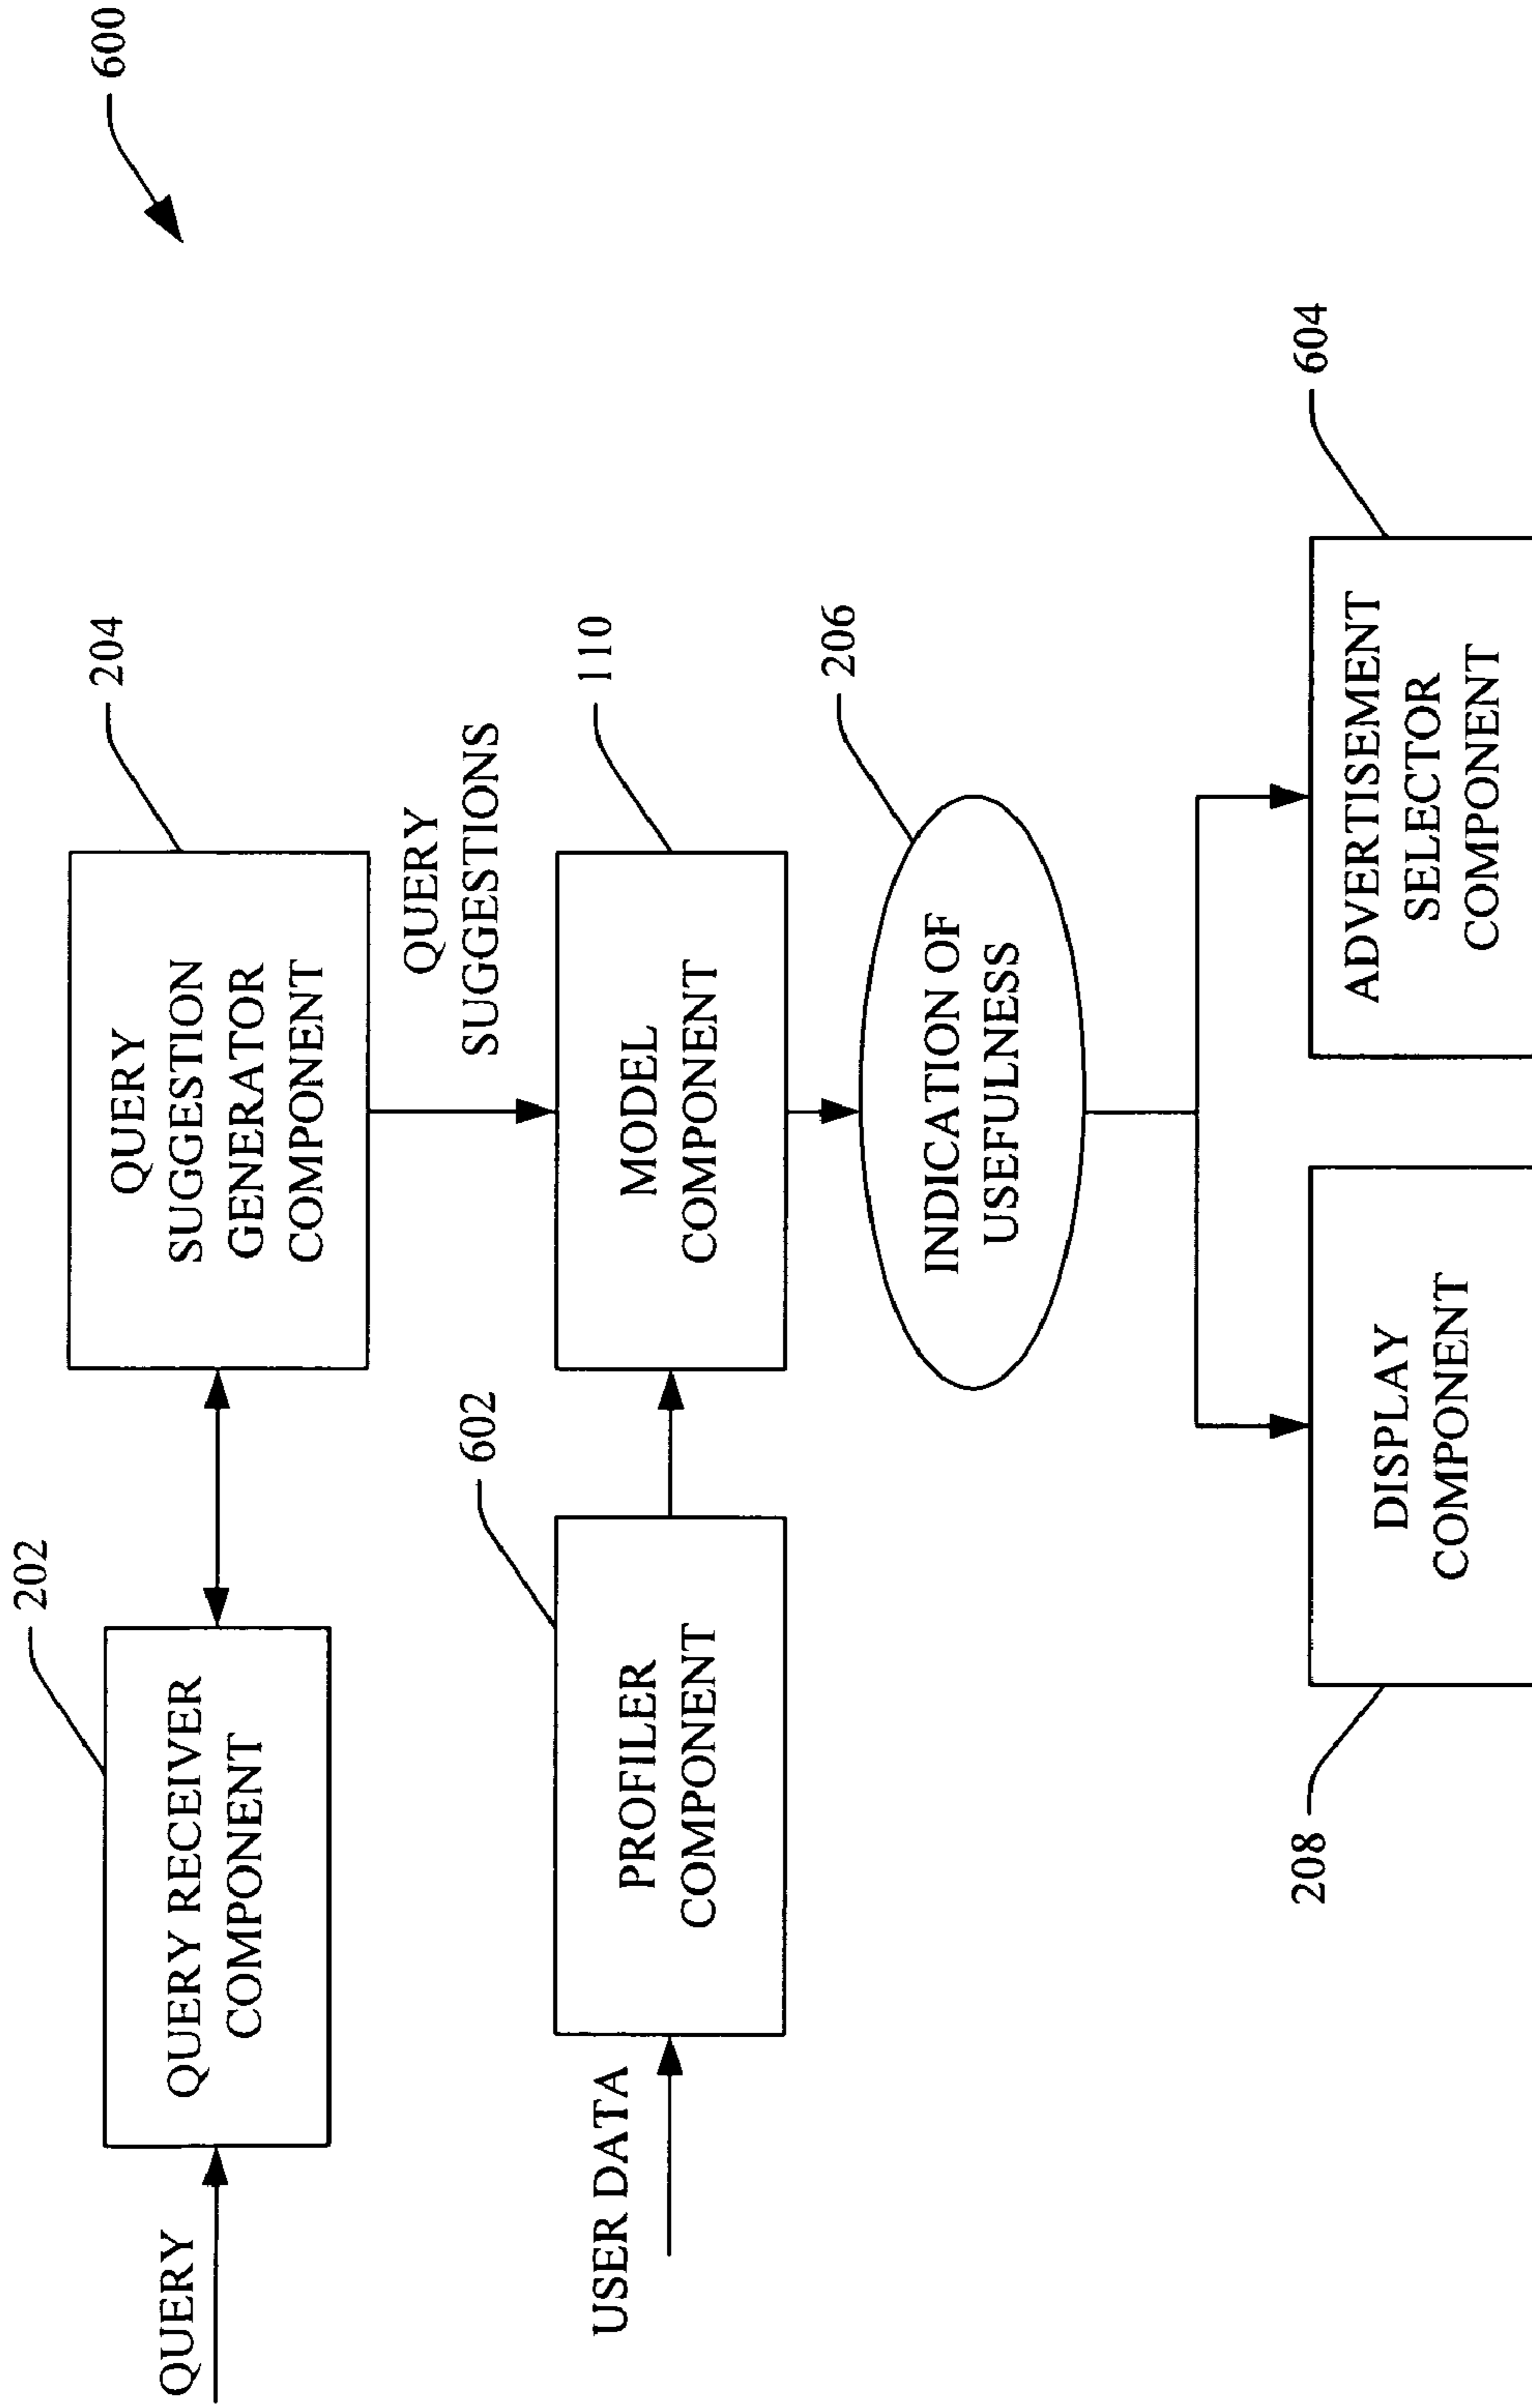 600
QUERY
202
QUERY RECEIVER
COMPONENT
204
QUERY
SUGGESTION
GENERATOR
COMPONENT
QUERY
SUGGESTIONS
USER DATA
602
PROFILER
COMPONENT
110
MODEL
COMPONENT
206
INDICATION OF
USEFULNESS
208
DISPLAY
COMPONENT
604
ADVERTISEMENT
SELECTOR
COMPONENT